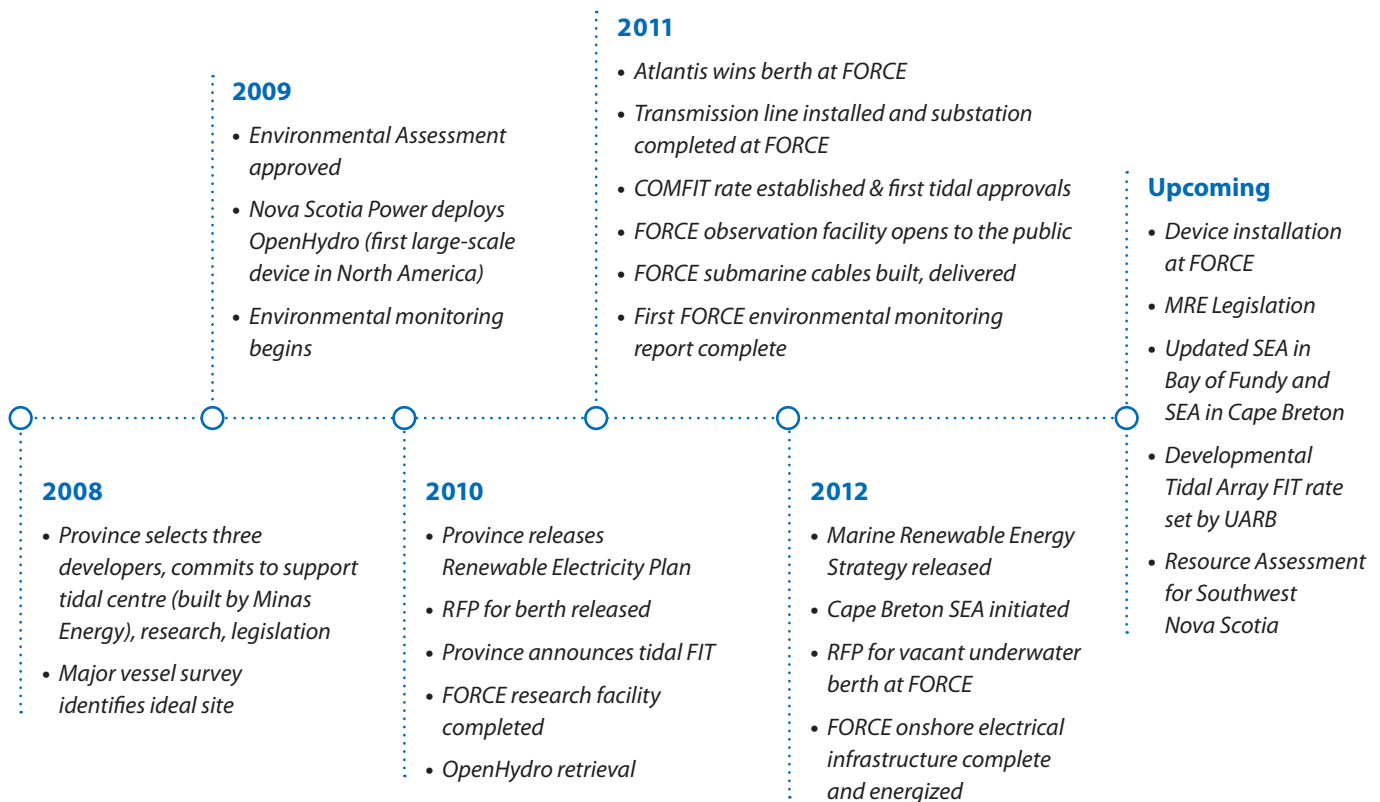 2008
• Province selects three
developers, commits to support
tidal centre (built by Minas
Energy), research, legislation
• Major vessel survey
identifies ideal site
2009
• Environmental Assessment
approved
• Nova Scotia Power deploys
OpenHydro (first large-scale
device in North America)
• Environmental monitoring
begins
2010
• Province releases
Renewable Electricity Plan
• RFP for berth released
• Province announces tidal FIT
• FORCE research facility
completed
• OpenHydro retrieval
2011
• Atlantis wins berth at FORCE
• Transmission line installed and substation
completed at FORCE
• COMFIT rate established & first tidal approvals
• FORCE observation facility opens to the public
• FORCE submarine cables built, delivered
• First FORCE environmental monitoring
report complete
2012
• Marine Renewable Energy
Strategy released
• Cape Breton SEA initiated
• RFP for vacant underwater
berth at FORCE
• FORCE onshore electrical
infrastructure complete
and energized
Upcoming
• Device installation
at FORCE
• MRE Legislation
• Updated SEA in
Bay of Fundy and
SEA in Cape Breton
• Developmental
Tidal Array FIT rate
set by UARB
• Resource Assessment
for Southwest
Nova Scotia